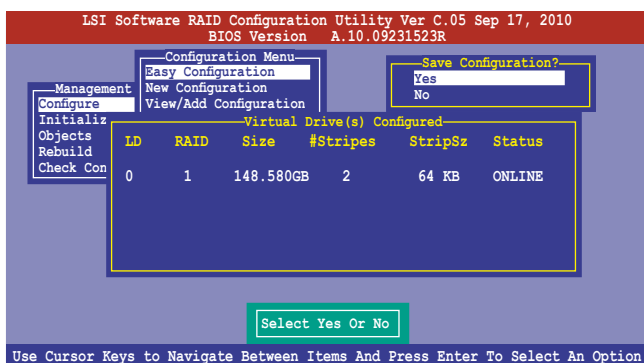 LSI Software RAID Configuration Utility Ver C.05 Sep 17, 2010
BIOS Version A.10.09231523R
Configuration Menu
Easy Configuration
New Configuration
View/Add Configuration
Save Configuration?
Yes
No
Management
Configure
Initializ
Objects
Rebuild
Check Con
Virtual Drive(s) Configured
LD RAID Size #Stripes StripSz Status
0 1 148.580GB 2 64 KB ONLINE
Select Yes Or No
Use Cursor Keys to Navigate Between Items And Press Enter To Select An Option